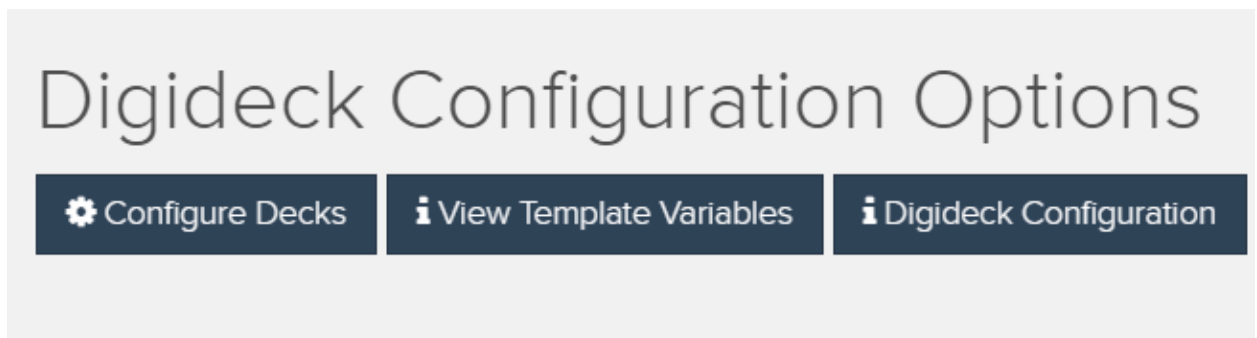 Digideck Configuration Options
Configure Decks
View Template Variables
Digideck Configuration